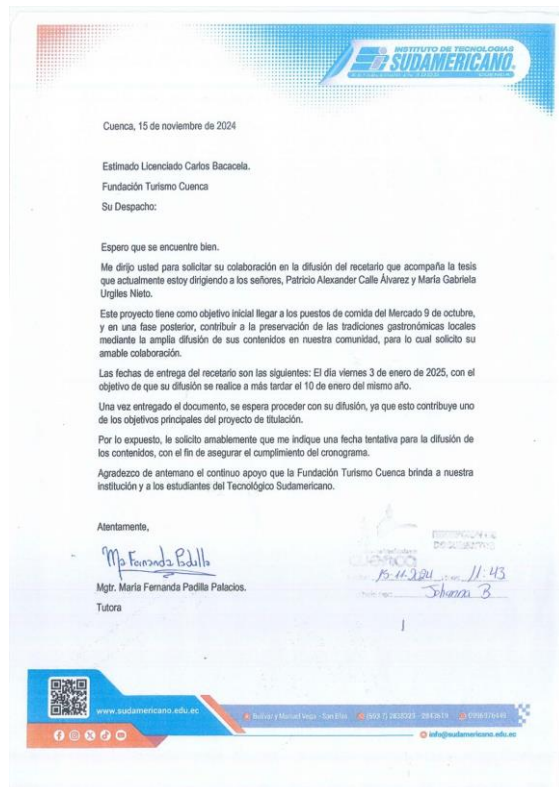 INSTITUTO DE TECNOLOGIAS
SUDAMERICANO.
Cuenca, 15 de noviembre de 2024
Estimado Licenciado Carlos Bacacela.
Fundación Turismo Cuenca
Su Despacho:
Espero que se encuentre bien.
Me dirijo usted para solicitar su colaboración en la difusión del recetario que acompaña la tesis
que actualmente estoy dirigiendo a los señores, Patricio Alexander Calle Álvarez y María Gabriela
Urgiles Nieto.
Este proyecto tiene como objetivo inicial llegar a los puestos de comida del Mercado 9 de octubre,
y en una fase posterior, contribuir a la preservación de las tradiciones gastronómicas locales
mediante la amplia difusión de sus contenidos en nuestra comunidad, para lo cual solicito su
amable colaboración.
Las fechas de entrega del recetario son las siguientes: El día viernes 3 de enero de 2025, con el
objetivo de que su difusión se realice a más tardar el 10 de enero del mismo año.
Una vez entregado el documento, se espera proceder con su difusión, ya que esto contribuye uno
de los objetivos principales del proyecto de titulación.
Por lo expuesto, le solicito amablemente que me indique una fecha tentativa para la difusión de
los contenidos, con el fin de asegurar el cumplimiento del cronograma.
Agradezco de antemano el continuo apoyo que la Fundación Turismo Cuenca brinda a nuestra
institución y a los estudiantes del Tecnológico Sudamericano.
Atentamente,
Ma Fernanda Padilla
Mgtr. María Fernanda Padilla Palacios.
Tutora
CUENCA
15-11-2024 11:43
Johanna B
www.sudamericano.edu.ec
Bolívar y Manuel Vega - San Blas
info@sudamericano.edu.ec